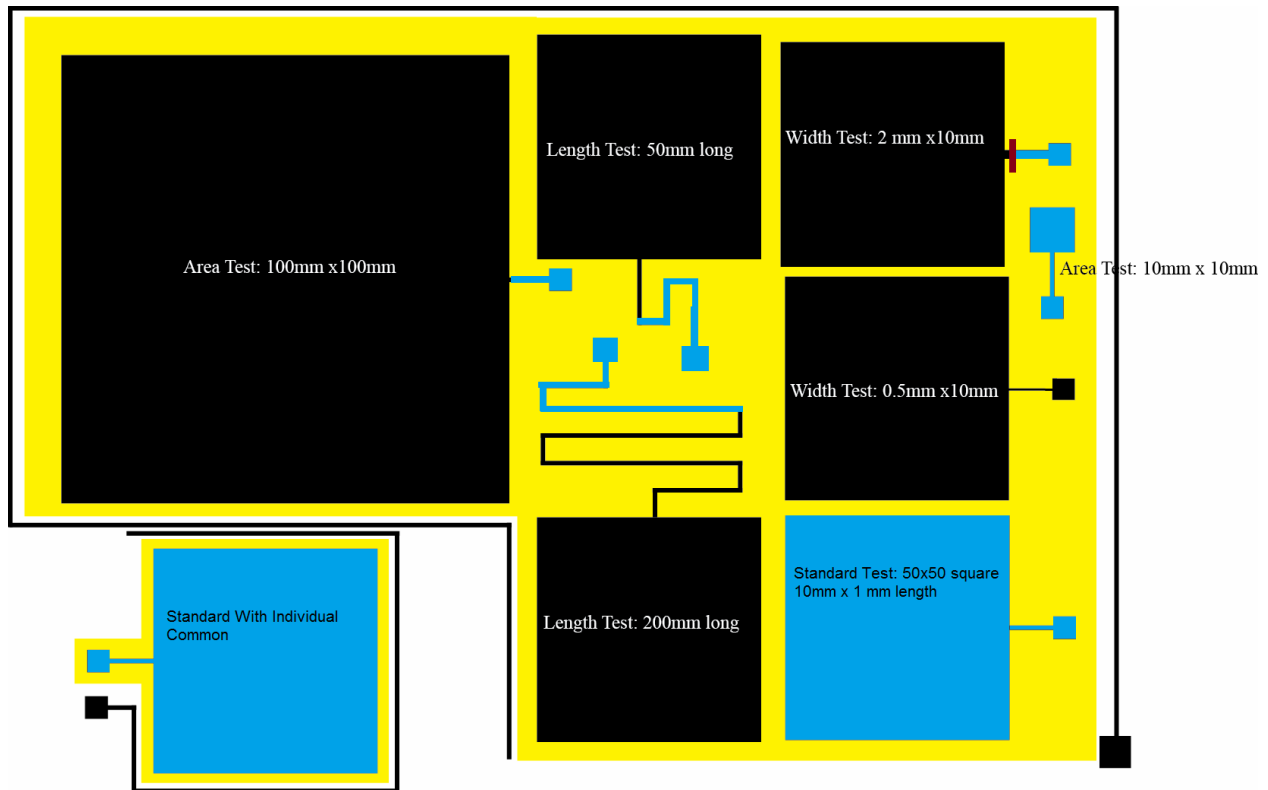 Length Test: 50mm long
Width Test: 2 mm x10mm
Area Test: 100mm x100mm
Area Test: 10mm x 10mm
Width Test: 0.5mm x10mm
Standard Test: 50x50 square
10mm x 1 mm length
Standard With Individual
Common
Length Test: 200mm long